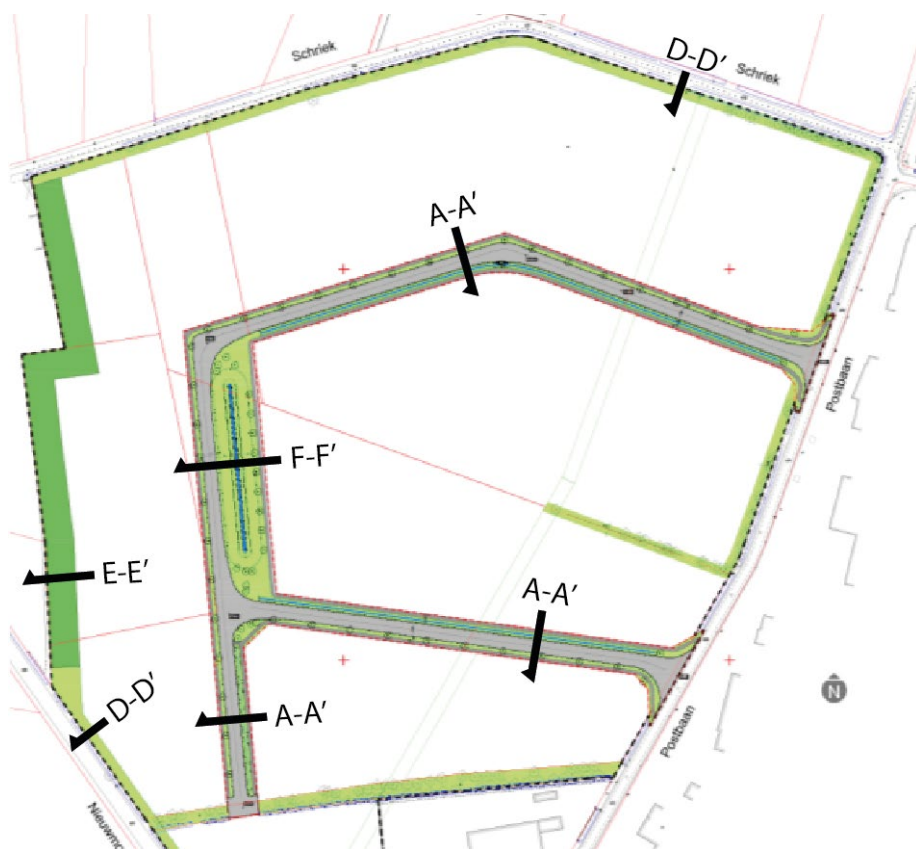 Schriek
D-D’
Schriek
A-A’
Postbaan
F-F’
E-E’
A-A’
N
D-D’
A-A’
Postbaan